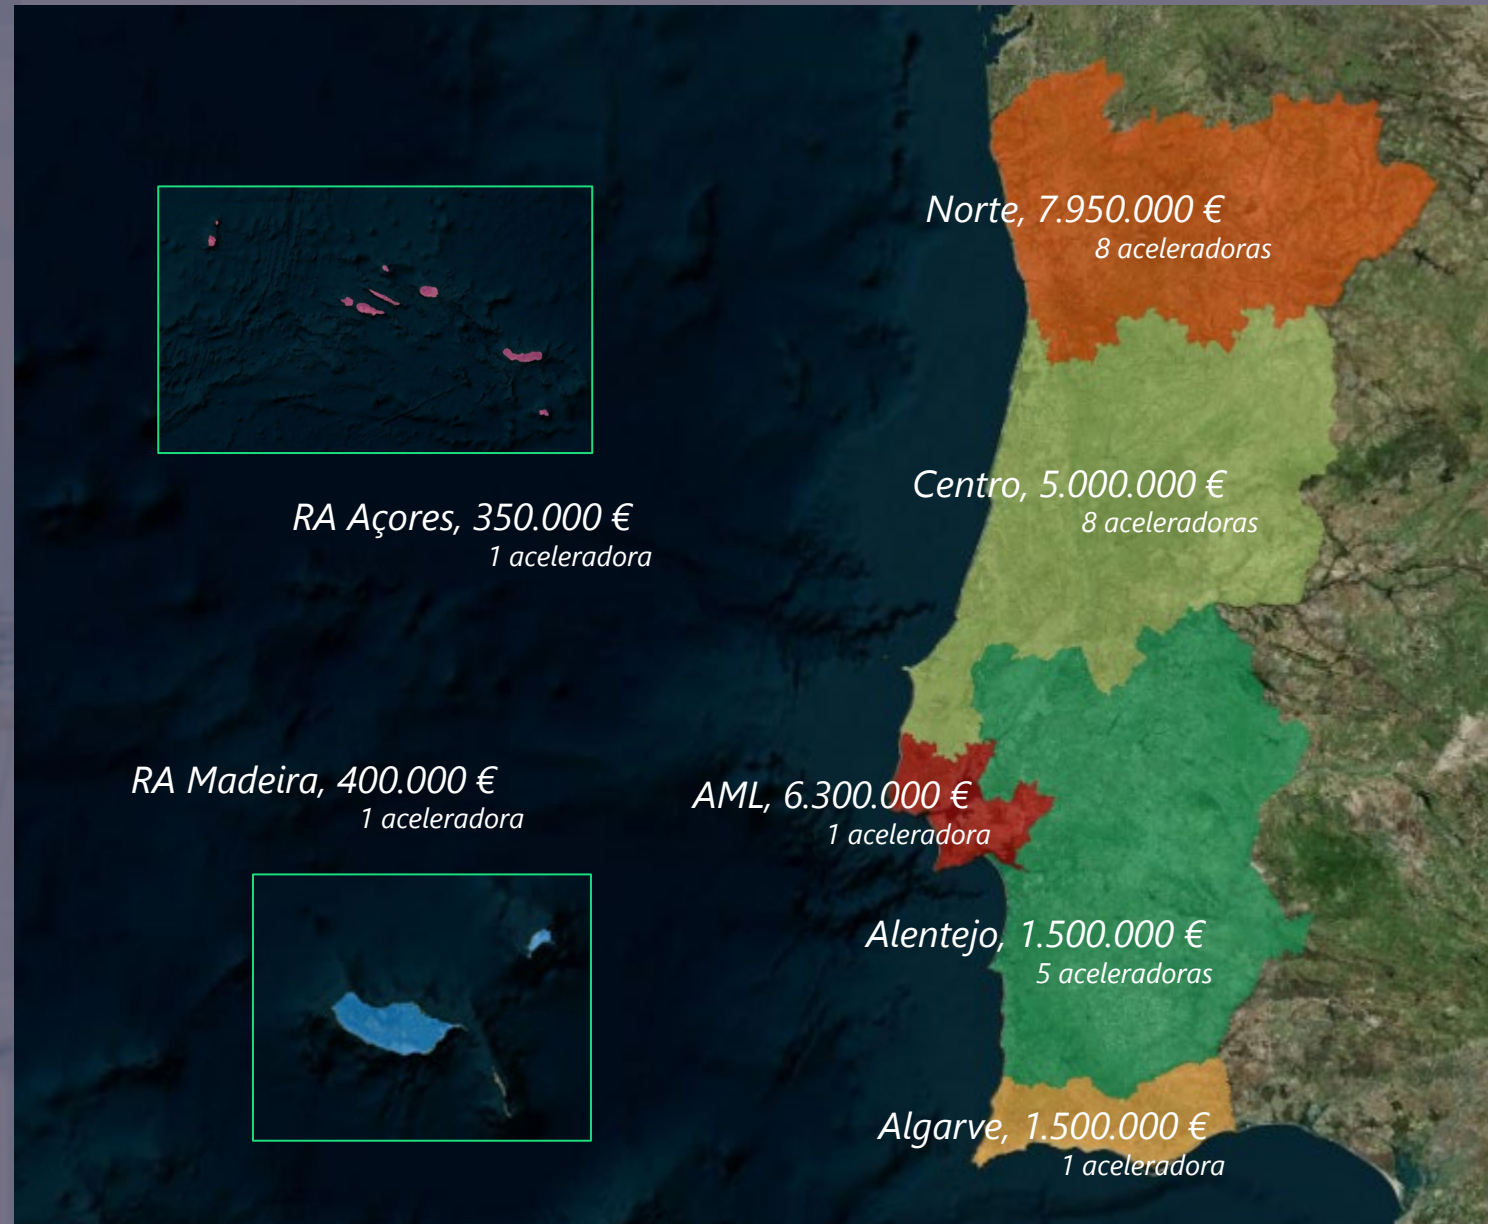 Norte, 7.950.000 €
8 aceleradoras
Centro, 5.000.000 €
8 aceleradoras
RA Açores, 350.000 €
1 aceleradora
RA Madeira, 400.000 €
1 aceleradora
AML, 6.300.000 €
1 aceleradora
Alentejo, 1.500.000 €
5 aceleradoras
Algarve, 1.500.000 €
1 aceleradora